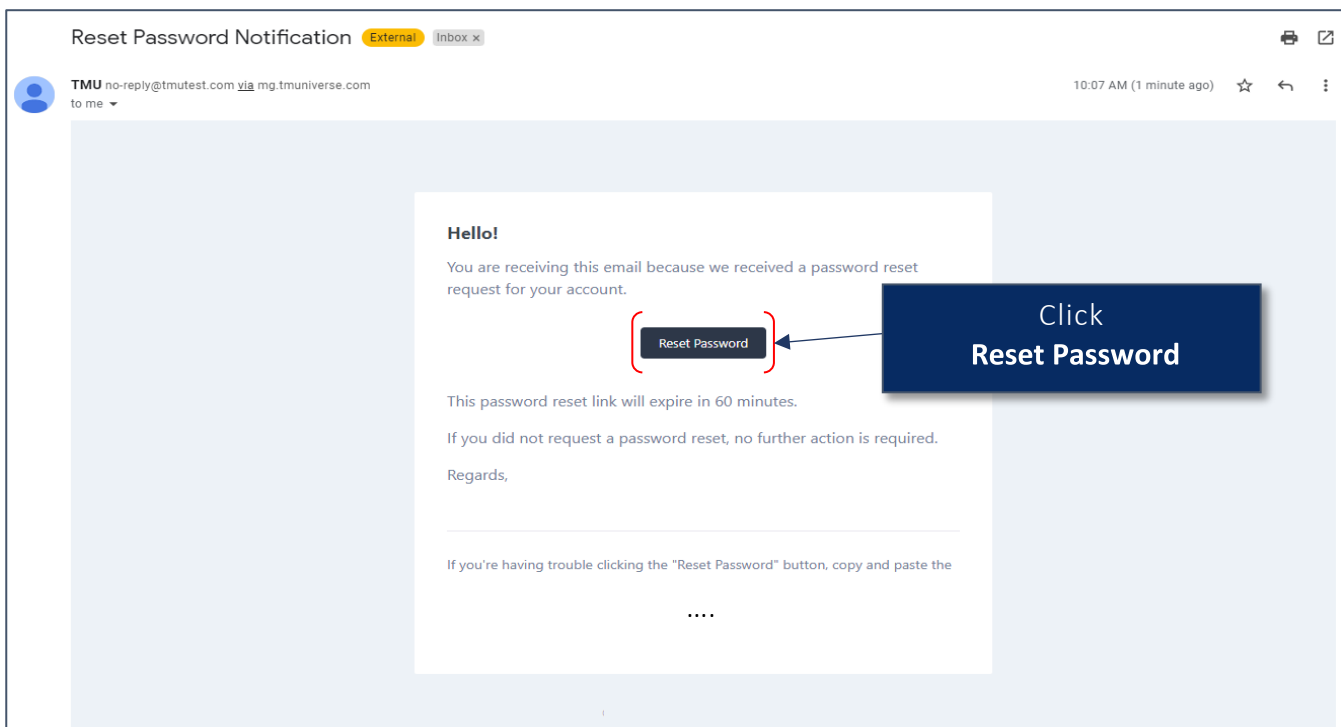 Reset Password Notification External Inbox x
TMU no-reply@tmutest.com via mg.tmuniverse.com 10:07 AM (1 minute ago)
to me
Hello!
You are receiving this email because we received a password reset
request for your account.
Reset Password
Click
Reset Password
This password reset link will expire in 60 minutes.
If you did not request a password reset, no further action is required.
Regards,
If you're having trouble clicking the "Reset Password" button, copy and paste the
....